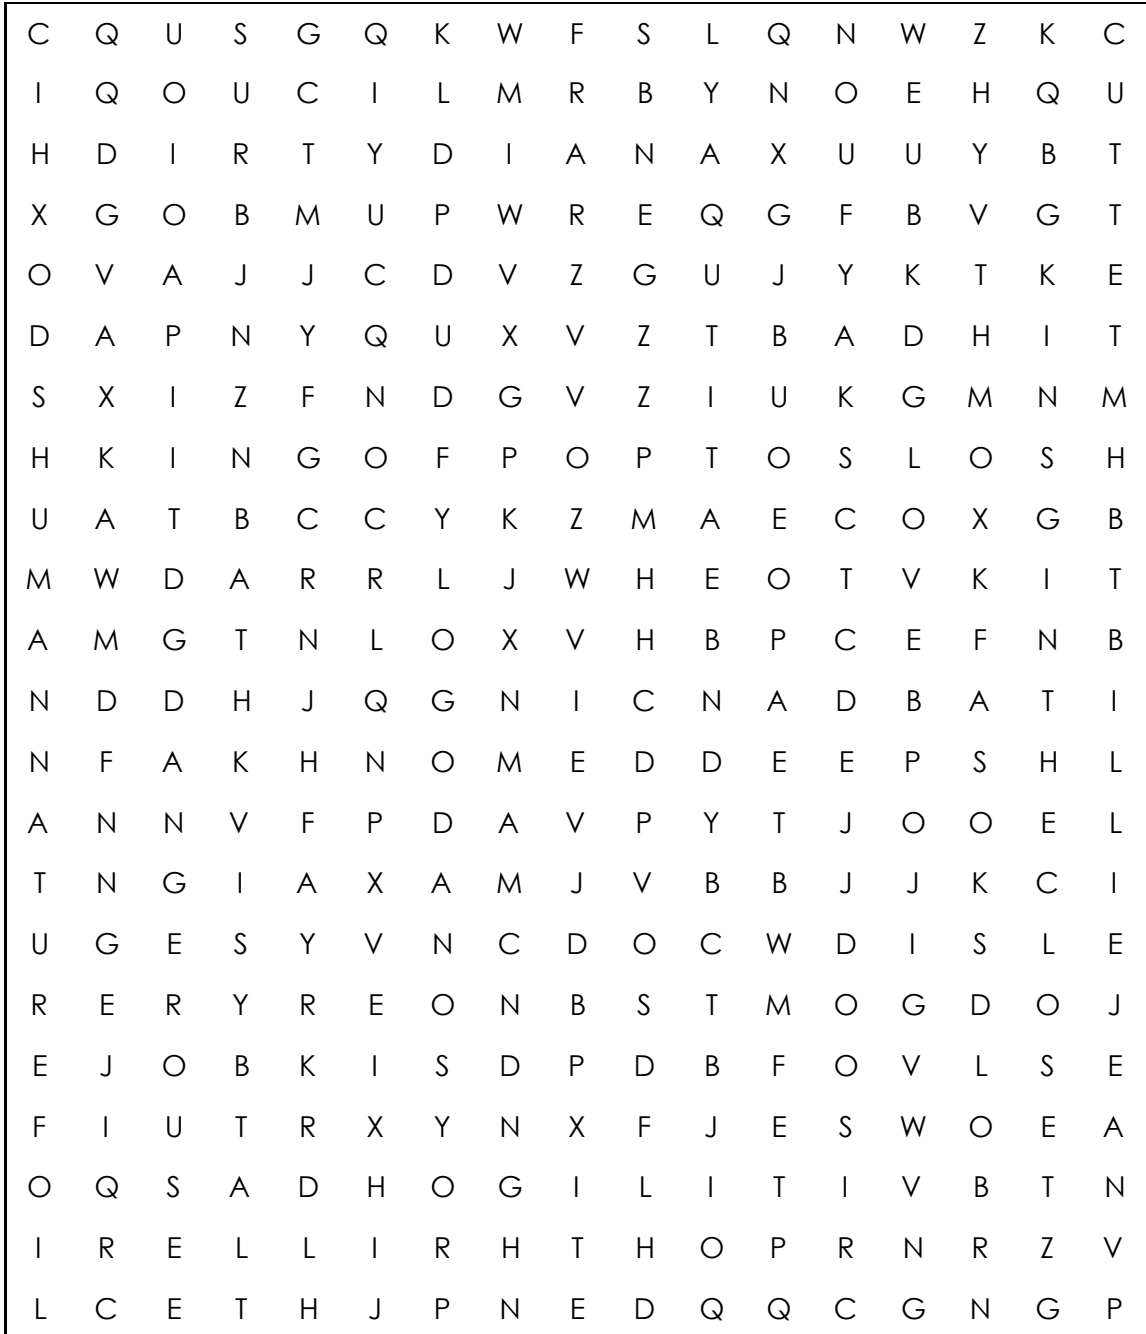 C Q U S G Q K W F S L Q N W Z K C
I Q O U C I L M R B Y N O E H Q U
H D I R T Y D I A N A X U U Y B T
X G O B M U P W R E Q G F B V G T
O V A J J C D V Z G U J Y K T K E
D A P N Y Q U X V Z T B A D H I T
S X I Z F N D G V Z I U K G M N M
H K I N G O F P O P T O S L O S H
U A T B C C Y K Z M A E C O X G B
M W D A R R L J W H E O T V K I T
A M G T N L O X V H B P C E F N B
N D D H J Q G N I C N A D B A T I
N F A K H N O M E D D E E P S H L
A N N V F P D A V P Y T J O O E L
T N G I A X A M J V B B J J K C I
U G E S Y V N C D O C W D I S L E
R E R Y R E O N B S T M O G D O J
E J O B K I S D P D B F O V L S E
F I U T R X Y N X F J E S W O E A
O Q S A D H O G I L I T I V B T N
I R E L L I R H T H O P R N R Z V
L C E T H J P N E D Q Q C G N G P